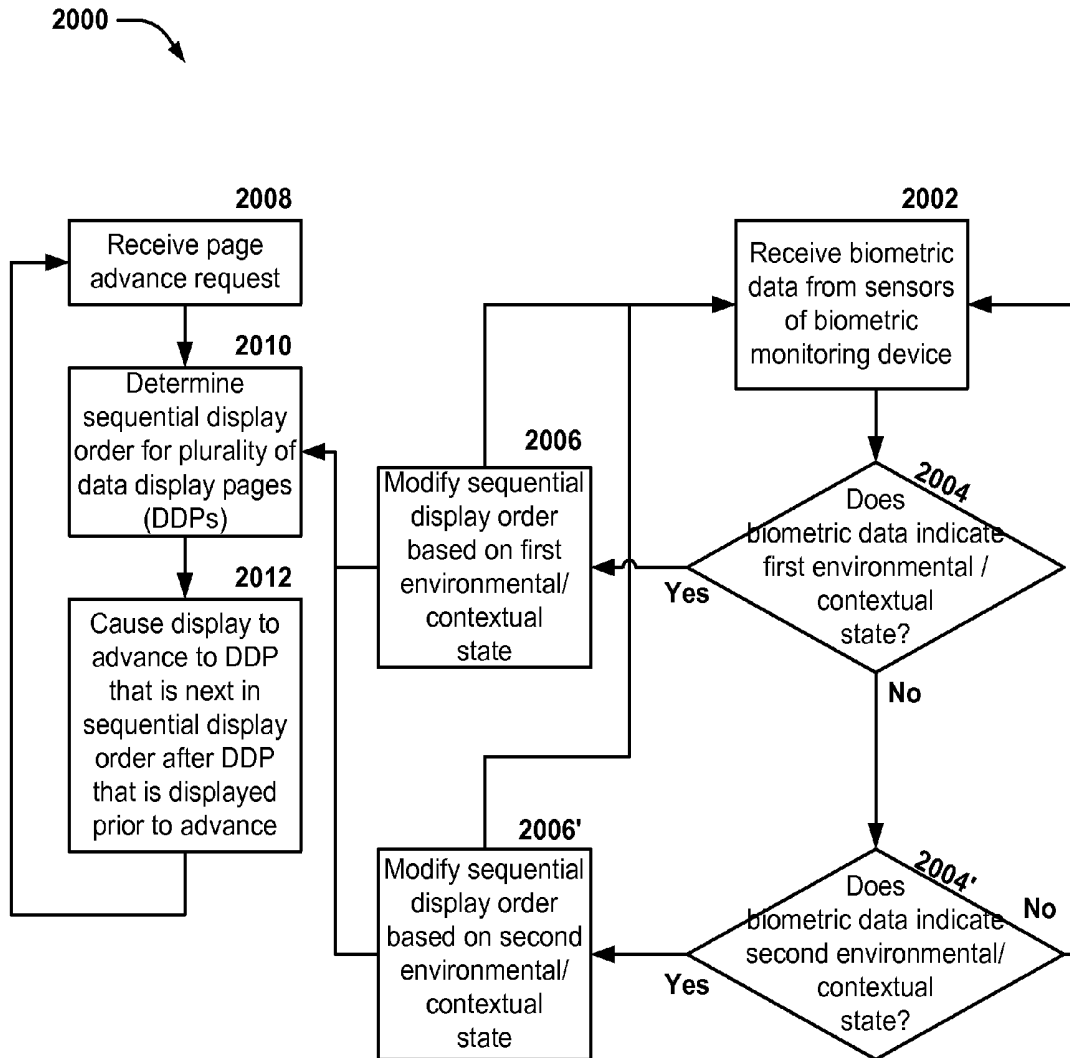 2000
2008
Receive page
advance request
2010
Determine
sequential display
order for plurality of
data display pages
(DDPs)
2012
Cause display to
advance to DDP
that is next in
sequential display
order after DDP
that is displayed
prior to advance
2002
Receive biometric
data from sensors
of biometric
monitoring device
2004
Does
biometric data indicate
first environmental /
contextual
state?
Yes
No
2006
Modify sequential
display order
based on first
environmental/
contextual
state
2004'
Does
biometric data indicate
second environmental/
contextual
state?
Yes
No
2006'
Modify sequential
display order
based on second
environmental/
contextual
state